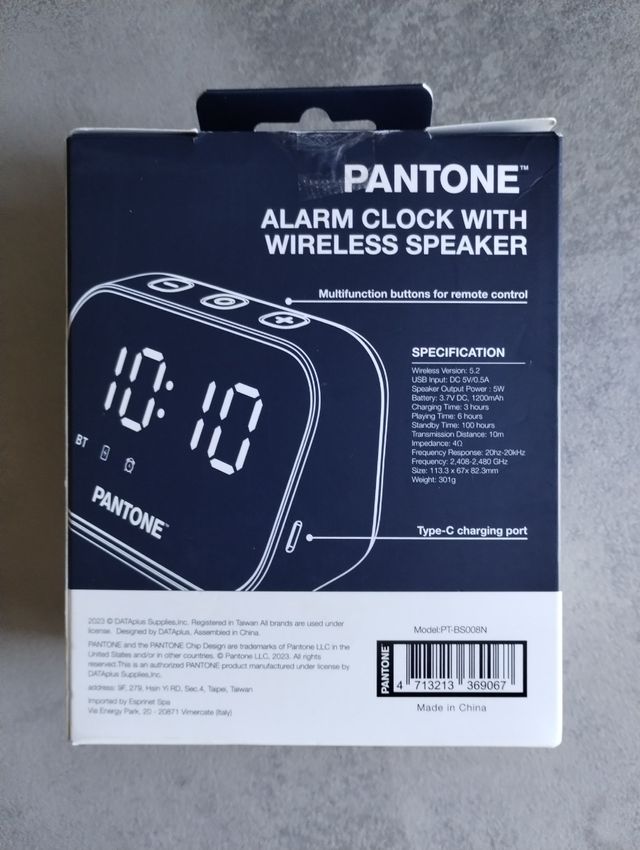 PANTONE™
ALARM CLOCK WITH
WIRELESS SPEAKER
Multifunction buttons for remote control
10:10
BT
PANTONE™
SPECIFICATION
Wireless Version: 5.2
USB Input: DC 5V/0.5A
Speaker Output Power : 5W
Battery: 3.7V DC, 1200mAh
Charging Time: 3 hours
Playing Time: 6 hours
Standby Time: 100 hours
Transmission Distance: 10m
Impedance: 4Ω
Frequency Response: 20hz-20kHz
Frequency: 2,408-2,480 GHz
Size: 113.3 x 67x 82.3mm
Weight: 301g
Type-C charging port
2023 © DATAplus Supplies,Inc. Registered in Taiwan All brands are used under
license. Designed by DATAplus, Assembled in China.
PANTONE and the PANTONE Chip Design are trademarks of Pantone LLC in the
United States and/or in other countries. © Pantone LLC, 2023. All rights
reserved.This is an authorized PANTONE product manufactured under license by
DATAplus Supplies,Inc.
address: 9F, 279, Hsin Yi RD, Sec.4, Taipei, Taiwan
Imported by Esprinet Spa
Via Energy Park, 20 - 20871 Vimercate (Italy)
Model:PT-BS008N
PANTONE
4 713213 369067
Made in China